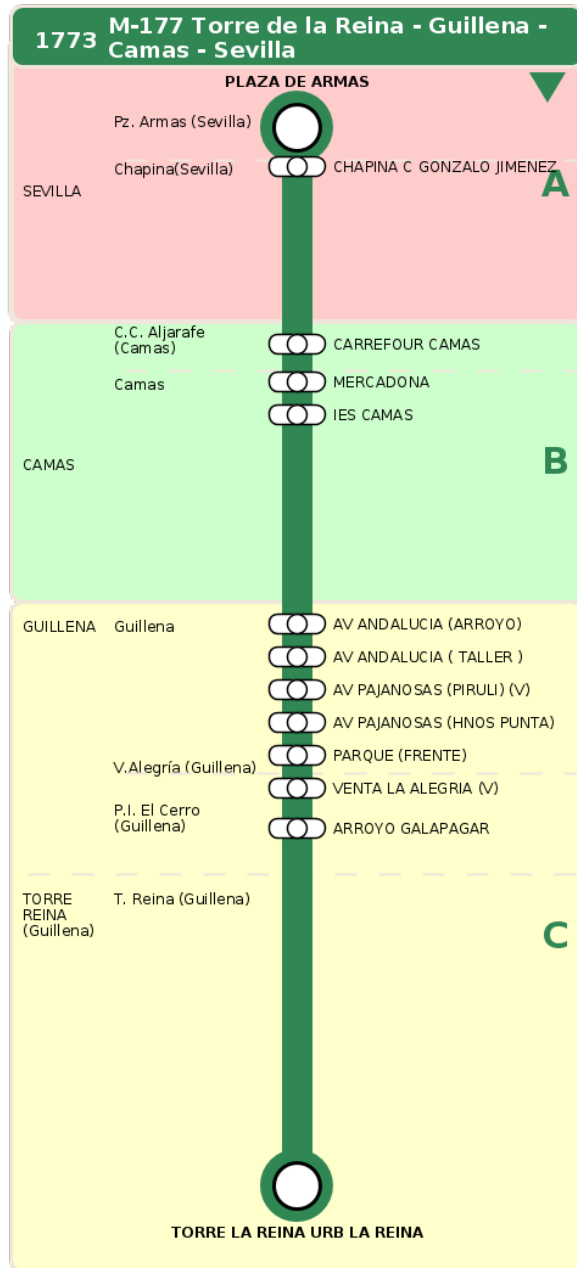 1773
M-177 Torre de la Reina - Guillena -
Camas - Sevilla
PLAZA DE ARMAS
Pz. Armas (Sevilla)
Chapina(Sevilla)
CHAPINA C GONZALO JIMENEZ
A
SEVILLA
C.C. Aljarafe
(Camas)
CARREFOUR CAMAS
Camas
MERCADONA
IES CAMAS
CAMAS
B
GUILLENA
Guillena
AV ANDALUCIA (ARROYO)
AV ANDALUCIA ( TALLER )
AV PAJANOSAS (PIRULI) (V)
AV PAJANOSAS (HNOS PUNTA)
PARQUE (FRENTE)
V.Alegría (Guillena)
VENTA LA ALEGRIA (V)
P.I. El Cerro
(Guillena)
ARROYO GALAPAGAR
TORRE
REINA
(Guillena)
T. Reina (Guillena)
C
TORRE LA REINA URB LA REINA